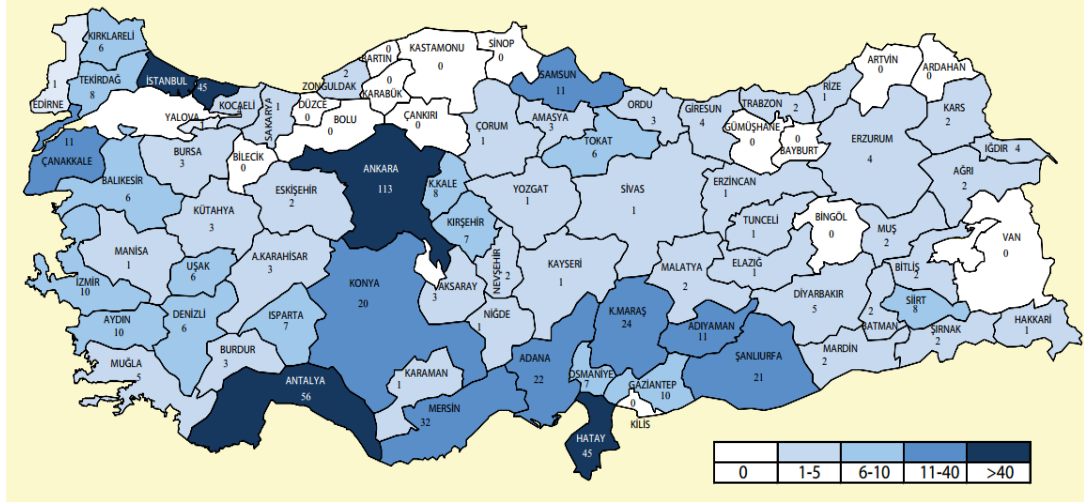 KIRKLARELİ
6
1
EDİRNE
TEKİRDAĞ
8
İSTANBUL
45
KOCAELİ
YALOVA
1
SAKARYA
1
ZONGULDAK
2
BARTIN
0
KARABÜK
0
KASTAMONU
0
SİNOP
0
SAMSUN
11
DÜZCE
0
BOLU
0
ÇANKIRI
0
ÇORUM
1
AMASYA
3
ORDU
3
GİRESUN
4
TRABZON
2
RİZE
1
ARTVİN
0
ARDAHAN
0
KARS
2
GÜMÜŞHANE
0
0
BAYBURT
ERZURUM
4
IĞDIR 4
AĞRI
2
11
ÇANAKKALE
BALIKESİR
6
BURSA
3
BİLECİK
0
ESKİŞEHİR
2
ANKARA
113
K.KALE
8
KIRŞEHİR
7
YOZGAT
1
TOKAT
6
SİVAS
1
ERZİNCAN
1
TUNCELİ
1
BİNGÖL
0
MUŞ
2
VAN
0
BİTLİS
2
KÜTAHYA
3
MANİSA
1
UŞAK
6
A.KARAHİSAR
3
KONYA
20
AKSARAY
3
NEVŞEHİR
2
KAYSERİ
1
MALATYA
2
ELAZIĞ
1
DİYARBAKIR
5
2
BATMAN
SİİRT
8
ŞIRNAK
2
HAKKARİ
1
MARDİN
2
İZMİR
10
AYDIN
10
DENİZLİ
6
ISPARTA
7
BURDUR
3
MUĞLA
5
ANTALYA
56
KARAMAN
1
NİĞDE
1
MERSİN
32
ADANA
22
OSMANİYE
7
K.MARAŞ
24
ADIYAMAN
11
ŞANLIURFA
21
GAZİANTEP
10
0
KİLİS
HATAY
45
0 1-5 6-10 11-40 >40